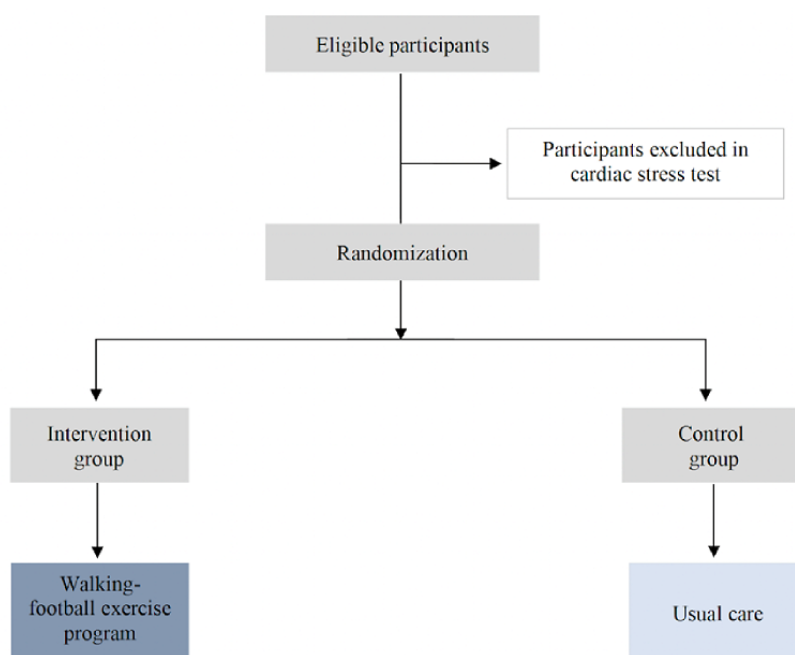 Eligible participants
Participants excluded in
cardiac stress test
Randomization
Intervention
group
Control
group
Walking-
football exercise
program
Usual care